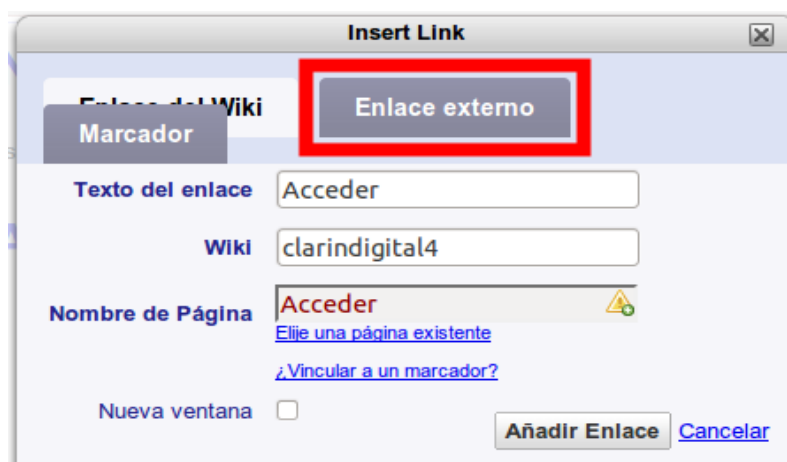 Insert Link
Enlace del Wiki
Enlace externo
Marcador
Texto del enlace Acceder
Wiki clarindigital4
Nombre de Página Acceder
Elije una página existente
¿Vincular a un marcador?
Nueva ventana
Añadir Enlace Cancelar